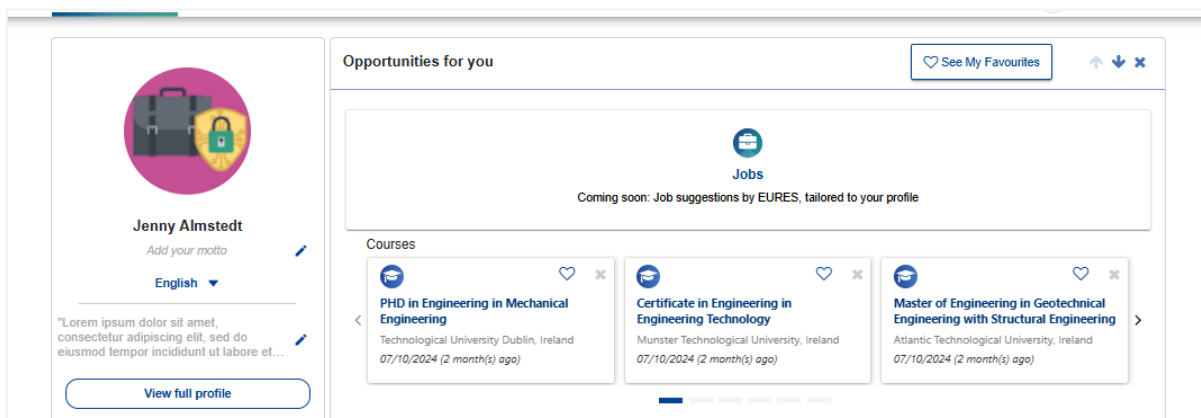 Jenny Almstedt
Add your motto
English
"Lorem ipsum dolor sit amet,
consectetur adipiscing elit, sed do
eiusmod tempor incididunt ut labore et...
View full profile
Opportunities for you
See My Favourites
Jobs
Coming soon: Job suggestions by EURES, tailored to your profile
Courses
PHD in Engineering in Mechanical
Engineering
Technological University Dublin, Ireland
07/10/2024 (2 month(s) ago)
Certificate in Engineering in
Engineering Technology
Munster Technological University, Ireland
07/10/2024 (2 month(s) ago)
Master of Engineering in Geotechnical
Engineering with Structural Engineering
Atlantic Technological University, Ireland
07/10/2024 (2 month(s) ago)